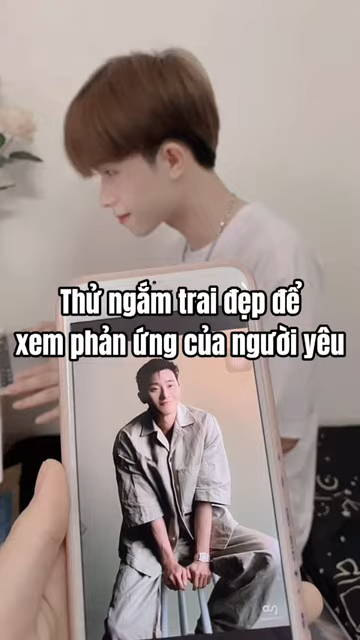 Thử ngắm trai đẹp để
xem phản ứng của người yêu